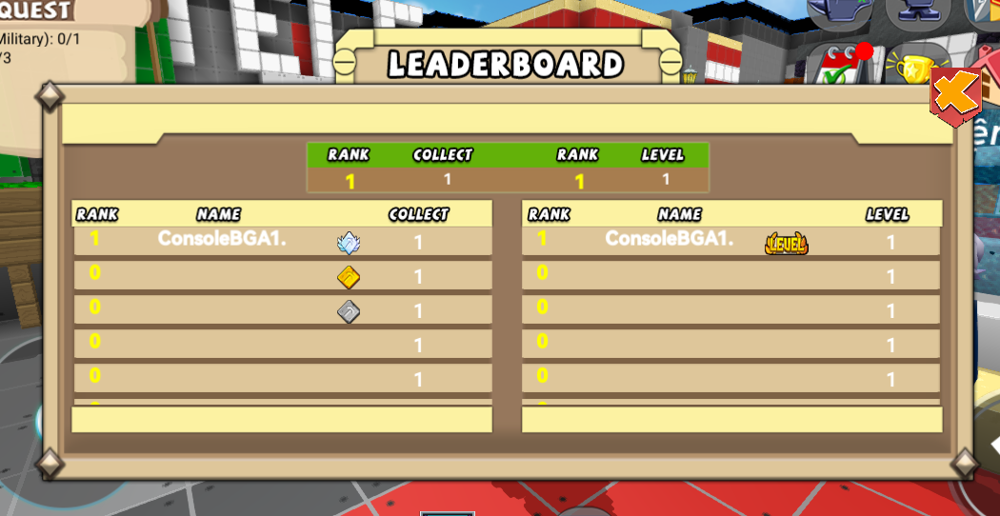 QUEST
Military): 0/1
/3
LEADERBOARD
RANK COLLECT RANK LEVEL
1 1 1 1
RANK NAME COLLECT
1 ConsoleBGA1. 1
0 1
0 1
0 1
0 1
RANK NAME LEVEL
1 ConsoleBGA1. LEVEL 1
0 1
0 1
0 1
0 1